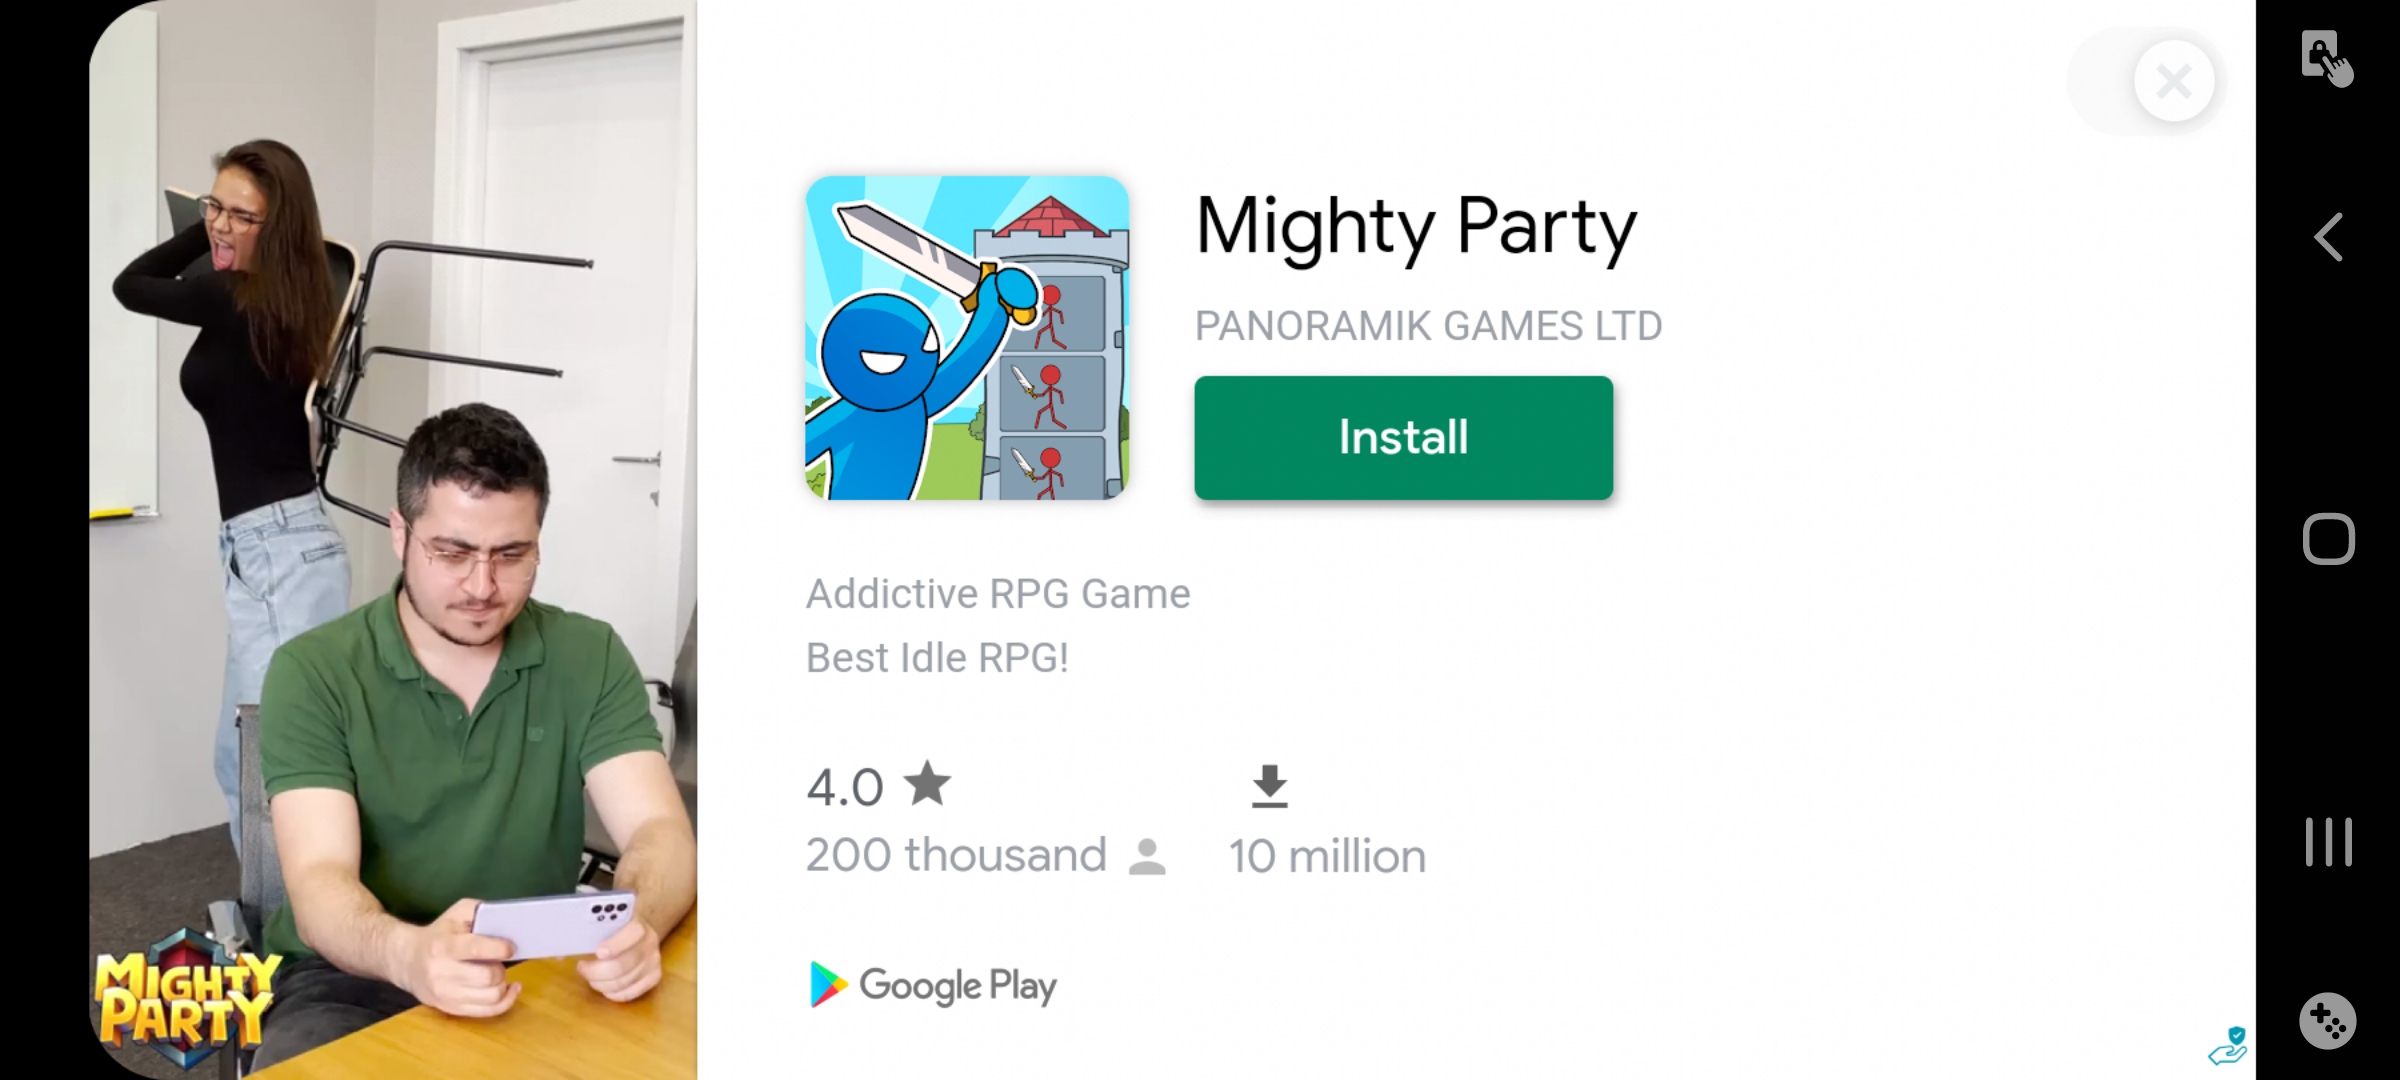 Mighty Party
PANORAMIK GAMES LTD
Install
Addictive RPG Game
Best Idle RPG!
4.0
200 thousand
10 million
Google Play
MIGHTY
PARTY